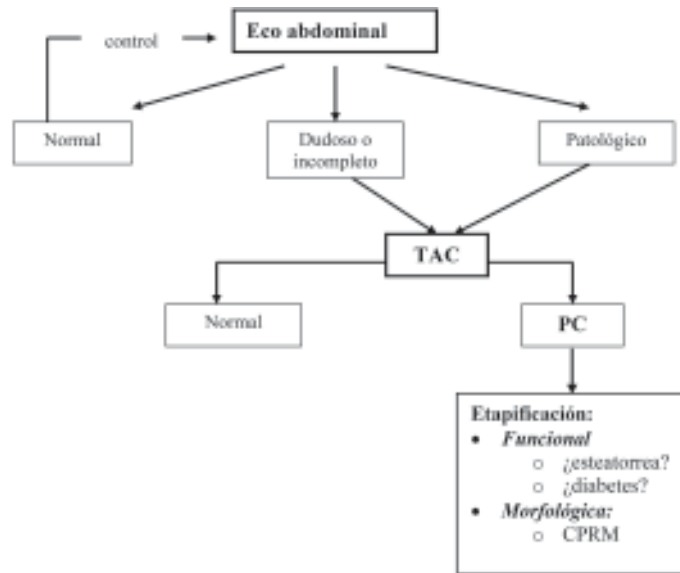 Eco abdominal
control
Normal
Dudoso o
incompleto
Patológico
TAC
Normal
PC
Etapificación:
• Funcional
o ¿esteatorrea?
o ¿diabetes?
• Morfológica:
o CPRM